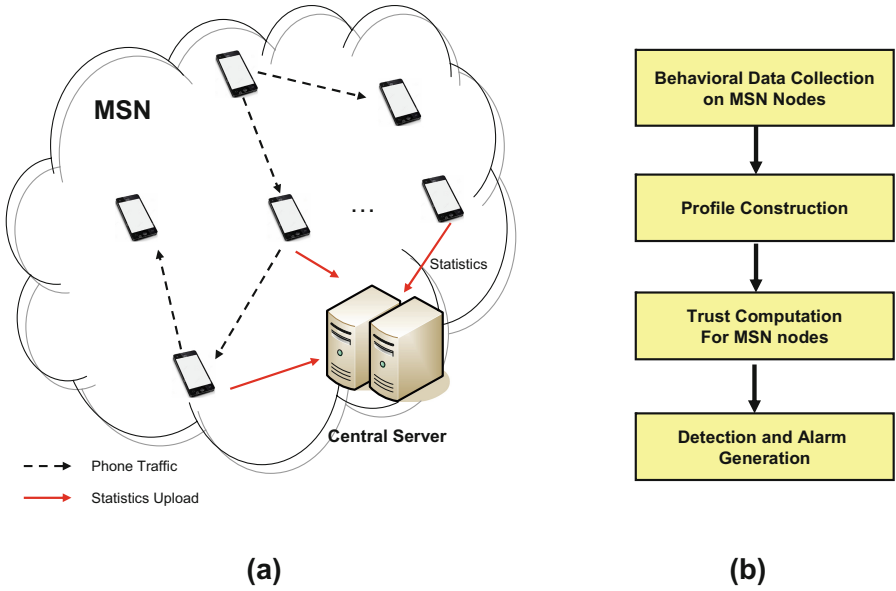 MSN
...
Statistics
Central Server
Phone Traffic
Statistics Upload
(a)
Behavioral Data Collection
on MSN Nodes
Profile Construction
Trust Computation
For MSN nodes
Detection and Alarm
Generation
(b)